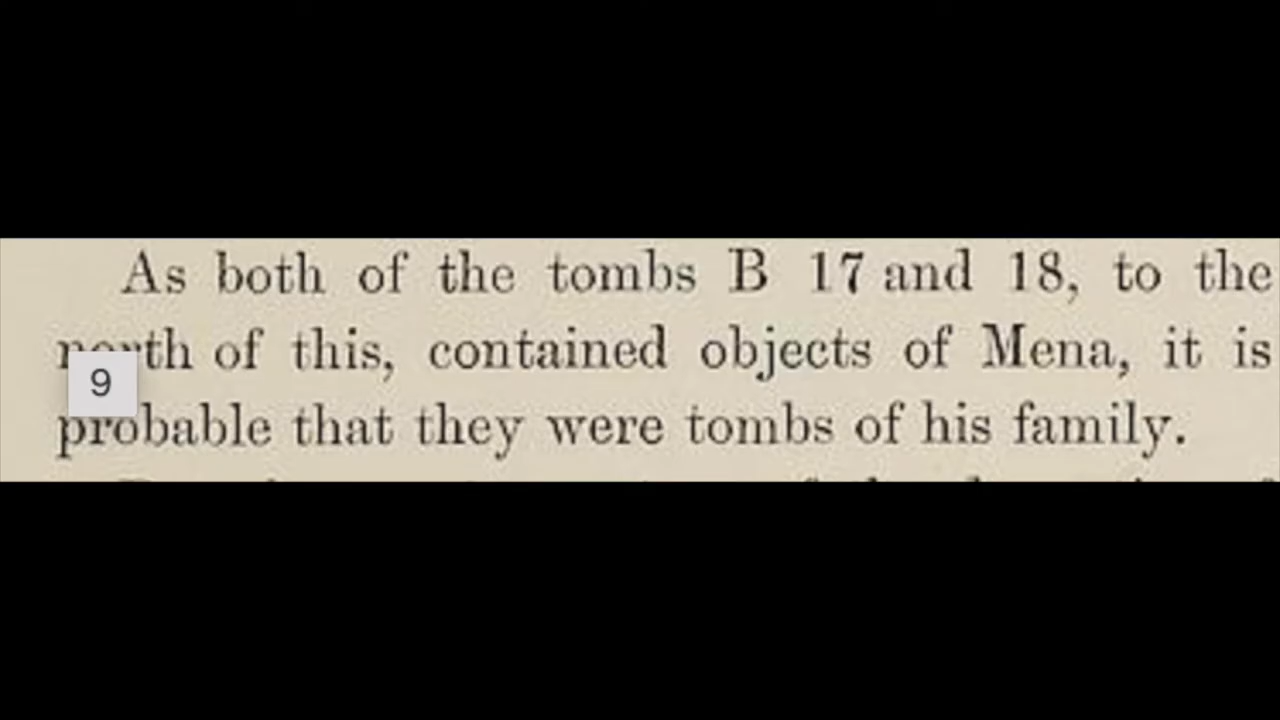 As both of the tombs B 17 and 18, to the
north of this, contained objects of Mena, it is
9
probable that they were tombs of his family.